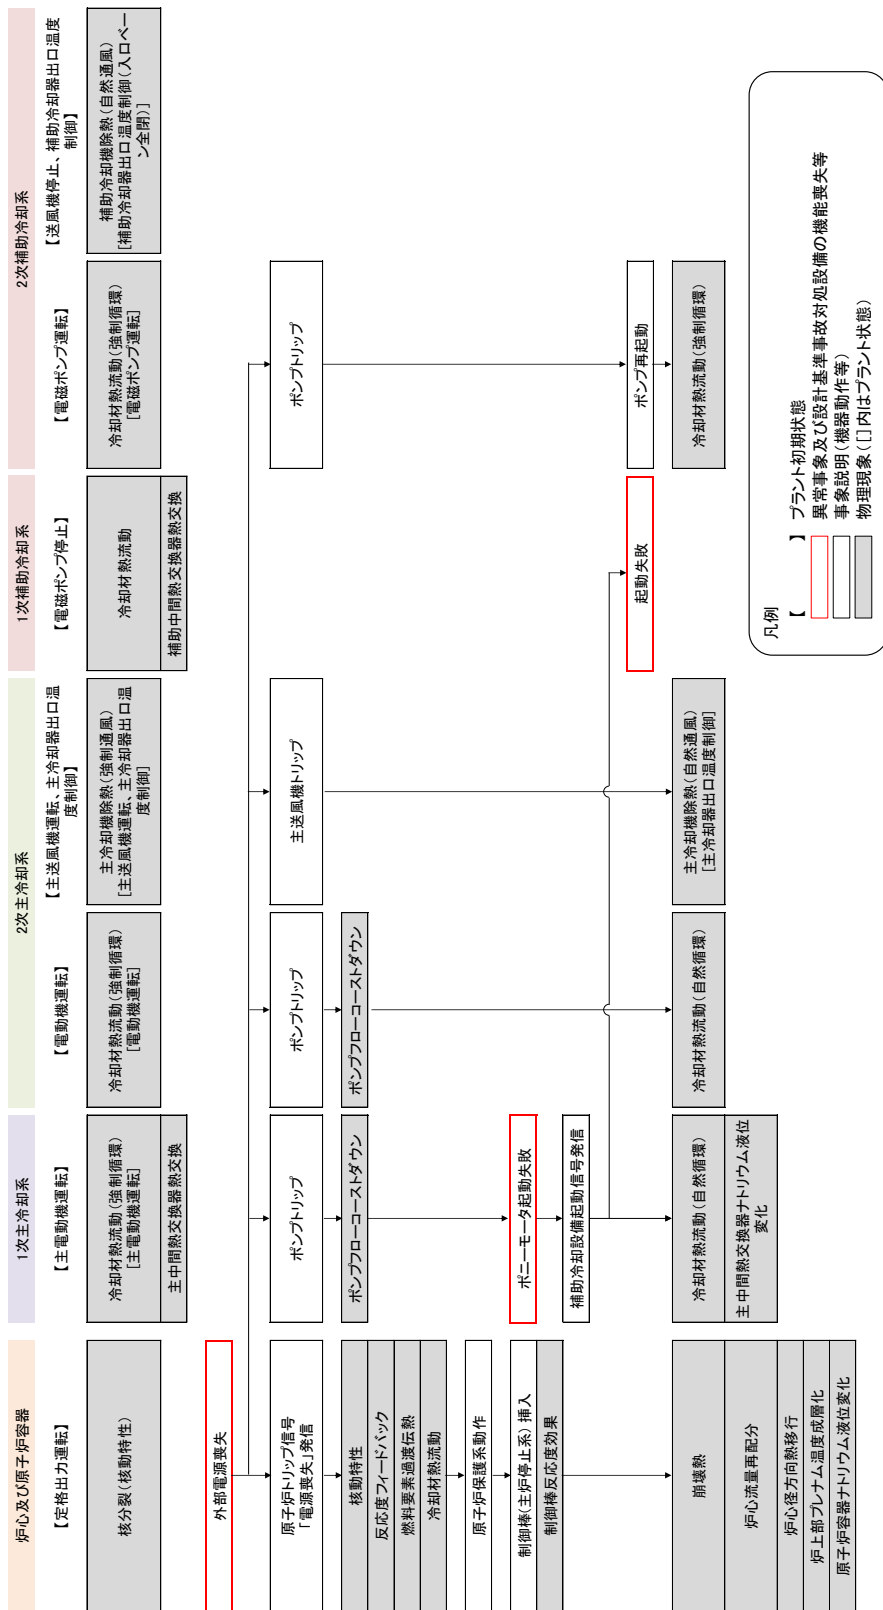 炉心及び原子炉容器
【定格出力運転】
核分裂(核動特性)
外部電源喪失
原子炉トリップ信号
「電源喪失」発信
核動特性
反応度フィードバック
燃料要素過渡伝熱
冷却材熱流動
原子炉保護系動作
制御棒(主炉停止系) 挿入
制御棒反応度効果
崩壊熱
炉心流量再配分
炉心径方向熱移行
炉上部プレナム温度成層化
原子炉容器ナトリウム液位変化
1次主冷却系
【主電動機運転】
冷却材熱流動(強制循環)
[主電動機運転]
主中間熱交換器熱交換
ポンプトリップ
ポンプフローコーストダウン
ポニーモータ起動失敗
補助冷却設備起動信号発信
冷却材熱流動(自然循環)
主中間熱交換器ナトリウム液位
変化
2次主冷却系
【電動機運転】
冷却材熱流動(強制循環)
[電動機運転]
ポンプトリップ
ポンプフローコーストダウン
冷却材熱流動(自然循環)
【主送風機運転、主冷却器出口温
度制御】
主冷却機除熱(強制通風)
[主送風機運転、主冷却器出口温
度制御]
主送風機トリップ
主冷却機除熱(自然通風)
[主冷却器出口温度制御]
1次補助冷却系
【電磁ポンプ停止】
冷却材熱流動
補助中間熱交換器熱交換
起動失敗
2次補助冷却系
【電磁ポンプ運転】
冷却材熱流動(強制循環)
[電磁ポンプ運転]
ポンプトリップ
ポンプ再起動
冷却材熱流動(強制循環)
【送風機停止、補助冷却器出口温度
制御】
補助冷却機除熱(自然通風)
[補助冷却器出口温度制御(入口ベー
ン全閉)]
凡例
【 】 プラント初期状態
異常事象及び設計基準事故対処設備の機能喪失等
事象説明(機器動作等)
物理現象([]内はプラント状態)